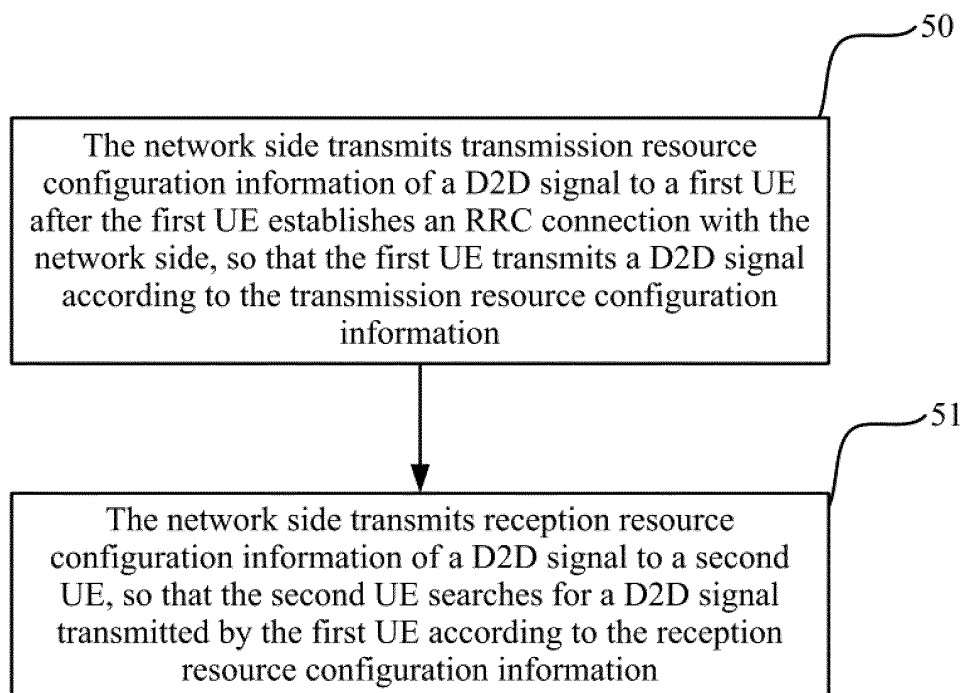 50
The network side transmits transmission resource
configuration information of a D2D signal to a first UE
after the first UE establishes an RRC connection with the
network side, so that the first UE transmits a D2D signal
according to the transmission resource configuration
information
51
The network side transmits reception resource
configuration information of a D2D signal to a second
UE, so that the second UE searches for a D2D signal
transmitted by the first UE according to the reception
resource configuration information